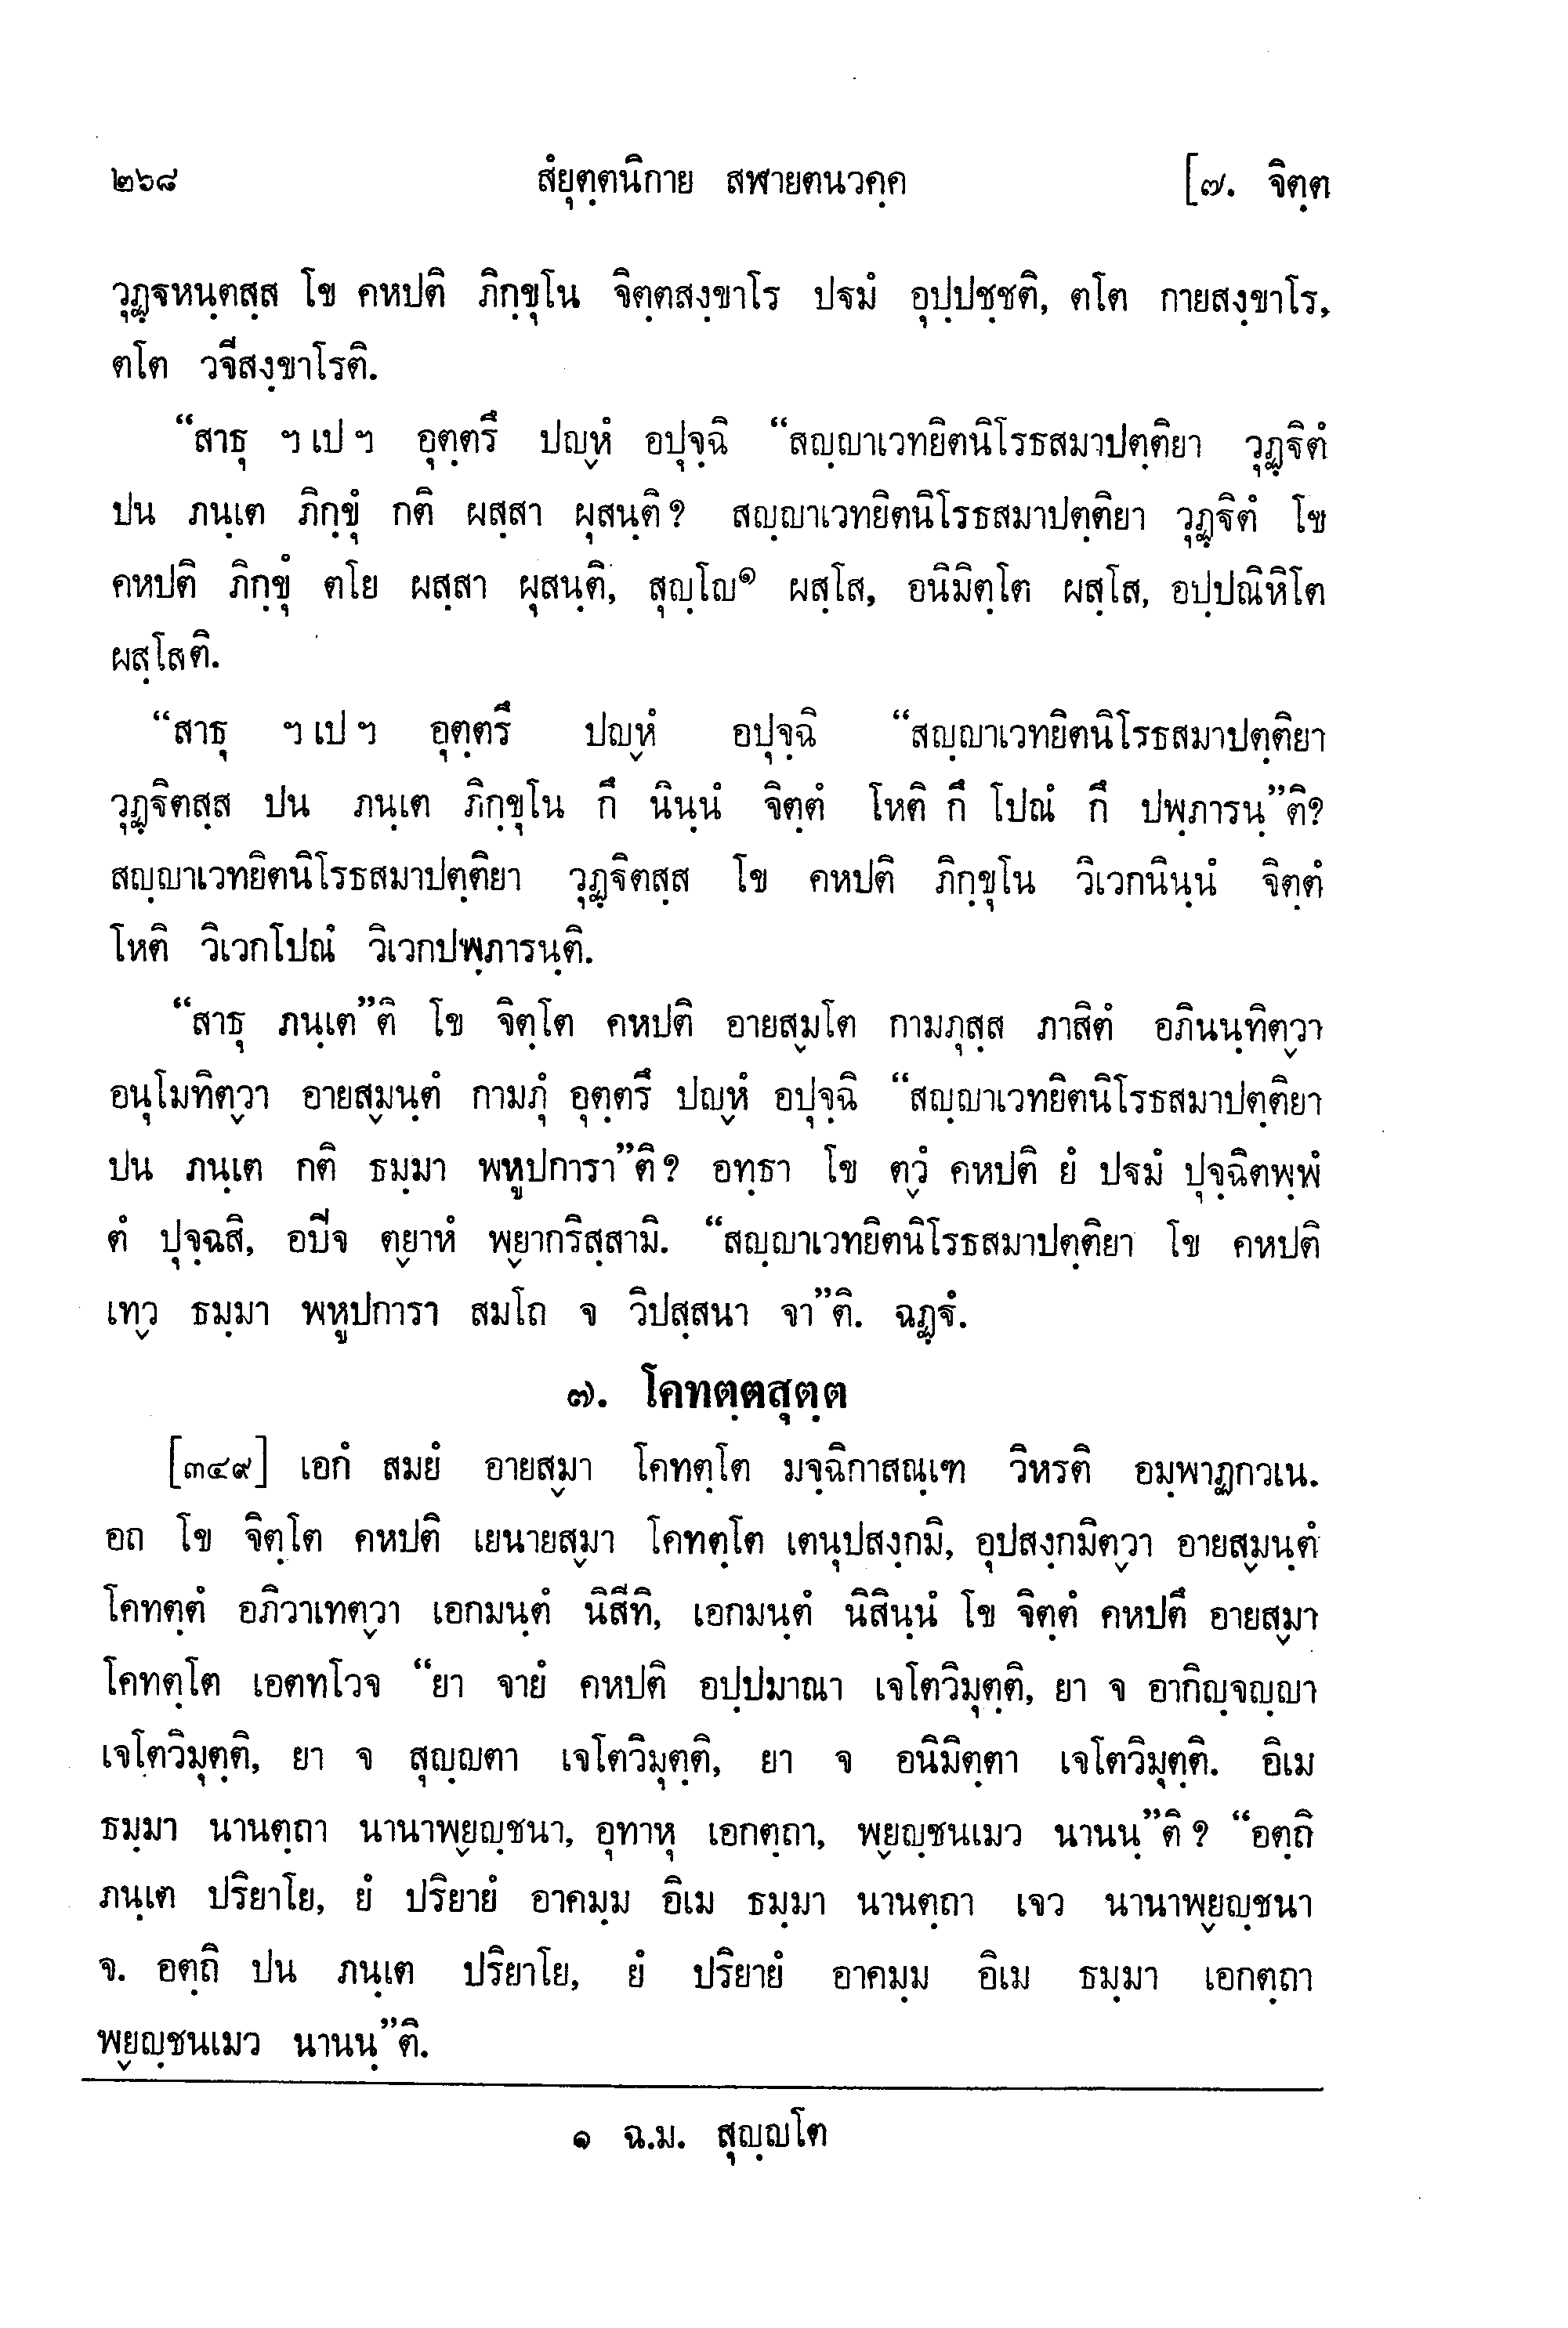 ๒๖๘ สํยุตฺตนิกาย สฬายตนวคฺค [๗. จิตฺต
วุฏฺฐหนฺตสฺส โข คหปติ ภิกฺขุโน จิตฺตสงฺขาโร ปฐมํ อุปฺปชฺชติ, ตโต กายสงฺขาโร,
ตโต วจีสงฺขาโรติ.
“สาธุ ฯ เป ฯ อุตฺตรึ ปญฺหํ อปุจฺฉิ “สญฺญาเวทยิตนิโรธสมาปตฺติยา วุฏฺฐิตํ
ปน ภนฺเต ภิกฺขุํ กติ ผสฺสา ผุสนฺติ? สญฺญาเวทยิตนิโรธสมาปตฺติยา วุฏฺฐิตํ โข
คหปติ ภิกฺขุํ ตโย ผสฺสา ผุสนฺติ, สุญฺโญ๑ ผสฺโส, อนิมิตฺโต ผสฺโส, อปฺปณิหิโต
ผสฺโสติ.
“สาธุ ฯ เป ฯ อุตฺตรึ ปญฺหํ อปุจฺฉิ “สญฺญาเวทยิตนิโรธสมาปตฺติยา
วุฏฺฐิตสฺส ปน ภนฺเต ภิกฺขุโน กึ นินฺนํ จิตฺตํ โหติ กึ โปณํ กึ ปพฺภารนฺ”ติ?
สญฺญาเวทยิตนิโรธสมาปตฺติยา วุฏฺฐิตสฺส โข คหปติ ภิกฺขุโน วิเวกนินฺนํ จิตฺตํ
โหติ วิเวกโปณํ วิเวกปพฺภารนฺติ.
“สาธุ ภนฺเต”ติ โข จิตฺโต คหปติ อายสฺมโต กามภุสฺส ภาสิตํ อภินนฺทิตฺวา
อนุโมทิตฺวา อายสฺมนฺตํ กามภุํ อุตฺตรึ ปญฺหํ อปุจฺฉิ “สญฺญาเวทยิตนิโรธสมาปตฺติยา
ปน ภนฺเต กติ ธมฺมา พหูปการา”ติ? อทฺธา โข ตฺวํ คหปติ ยํ ปฐมํ ปุจฺฉิตพฺพํ
ตํ ปุจฺฉสิ, อปิจ ตฺยาหํ พฺยากริสฺสามิ. “สญฺญาเวทยิตนิโรธสมาปตฺติยา โข คหปติ
เทฺว ธมฺมา พหูปการา สมโถ จ วิปสฺสนา จา”ติ. ฉฏฺฐํ.
๗. โคทตฺตสุตฺต
[๓๔๙] เอกํ สมยํ อายสฺมา โคทตฺโต มจฺฉิกาสณฺเฑ วิหรติ อมฺพาฏกวเน.
อถ โข จิตฺโต คหปติ เยนายสฺมา โคทตฺโต เตนุปสงฺกมิ, อุปสงฺกมิตฺวา อายสฺมนฺตํ
โคทตฺตํ อภิวาเทตฺวา เอกมนฺตํ นิสีทิ, เอกมนฺตํ นิสินฺนํ โข จิตฺตํ คหปตึ อายสฺมา
โคทตฺโต เอตทโวจ “ยา จายํ คหปติ อปฺปมาณา เจโตวิมุตฺติ, ยา จ อากิญฺจญฺญา
เจโตวิมุตฺติ, ยา จ สุญฺญตา เจโตวิมุตฺติ, ยา จ อนิมิตฺตา เจโตวิมุตฺติ. อิเม
ธมฺมา นานตฺถา นานาพฺยญฺชนา, อุทาหุ เอกตฺถา, พฺยญฺชนเมว นานนฺ”ติ? “อตฺถิ
ภนฺเต ปริยาโย, ยํ ปริยายํ อาคมฺม อิเม ธมฺมา นานตฺถา เจว นานาพฺยญฺชนา
จ. อตฺถิ ปน ภนฺเต ปริยาโย, ยํ ปริยายํ อาคมฺม อิเม ธมฺมา เอกตฺถา
พฺยญฺชนเมว นานนฺ”ติ.
๑ ฉ.ม. สุญฺญโต